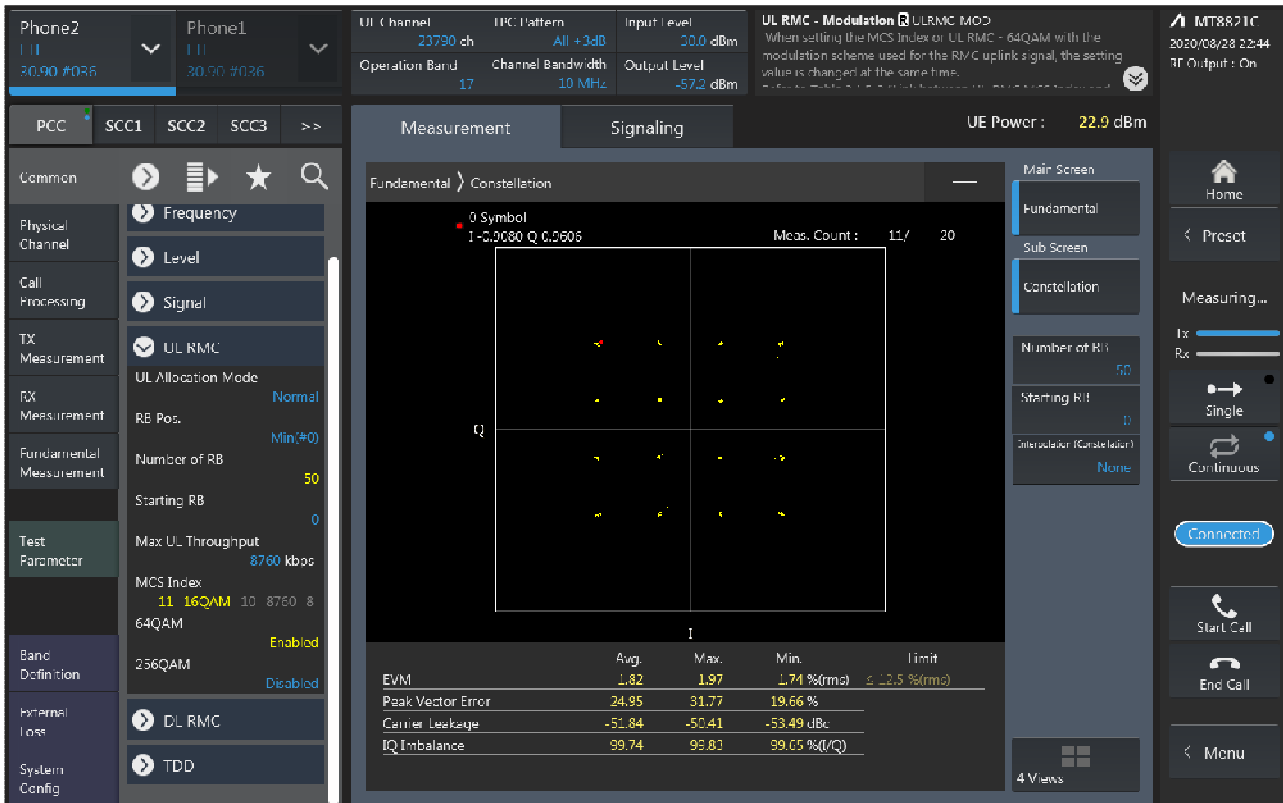 Phone2
30.90 #036
Phone1
30.90 #036
UL Channel
23790 ch
TPC Pattern
All +3dB
Input Level
30.0 dBm
Operation Band
17
Channel Bandwidth
10 MHz
Output Level
-57.2 dBm
UL RMC - Modulation R ULRMC_MOD
When setting the MCS Index or UL RMC - 64QAM with the
modulation scheme used for the RMC uplink signal, the setting
value is changed at the same time.
MT8821C
2020/08/28 22:44
RF Output : On
PCC
SCC1
SCC2
SCC3
>>
Measurement
Signaling
UE Power :
22.9 dBm
Common
Physical
Channel
Call
Processing
TX
Measurement
RX
Measurement
Fundamental
Measurement
Test
Parameter
Band
Definition
External
Loss
System
Config
Frequency
Level
Signal
UL RMC
UL Allocation Mode
Normal
RB Pos.
Min(#0)
Number of RB
50
Starting RB
0
Max UL Throughput
8760 kbps
MCS Index
11 16QAM 10 8760 8
64QAM
Enabled
256QAM
Disabled
DL RMC
TDD
Fundamental 〉 Constellation
0 Symbol
I -0.9080 Q 0.9606
Meas. Count : 11/ 20
Q
I
Avg. Max. Min. Limit
EVM 1.82 1.97 1.74 %(rms) ≤ 12.5 %(rms)
Peak Vector Error 24.95 31.77 19.66 %
Carrier Leakage -51.84 -50.41 -53.49 dBc
IQ Imbalance 99.74 99.83 99.65 %(I/Q)
Main Screen
Fundamental
Sub Screen
Constellation
Number of RB
50
Starting RB
0
Interpolation (Constellation)
None
4 Views
Home
Preset
Measuring...
Tx
Rx
Single
Continuous
Connected
Start Call
End Call
Menu